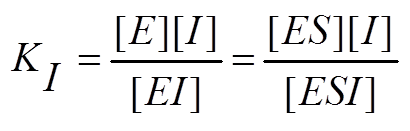 K_I = [E][I] / [EI] = [ES][I] / [ESI]